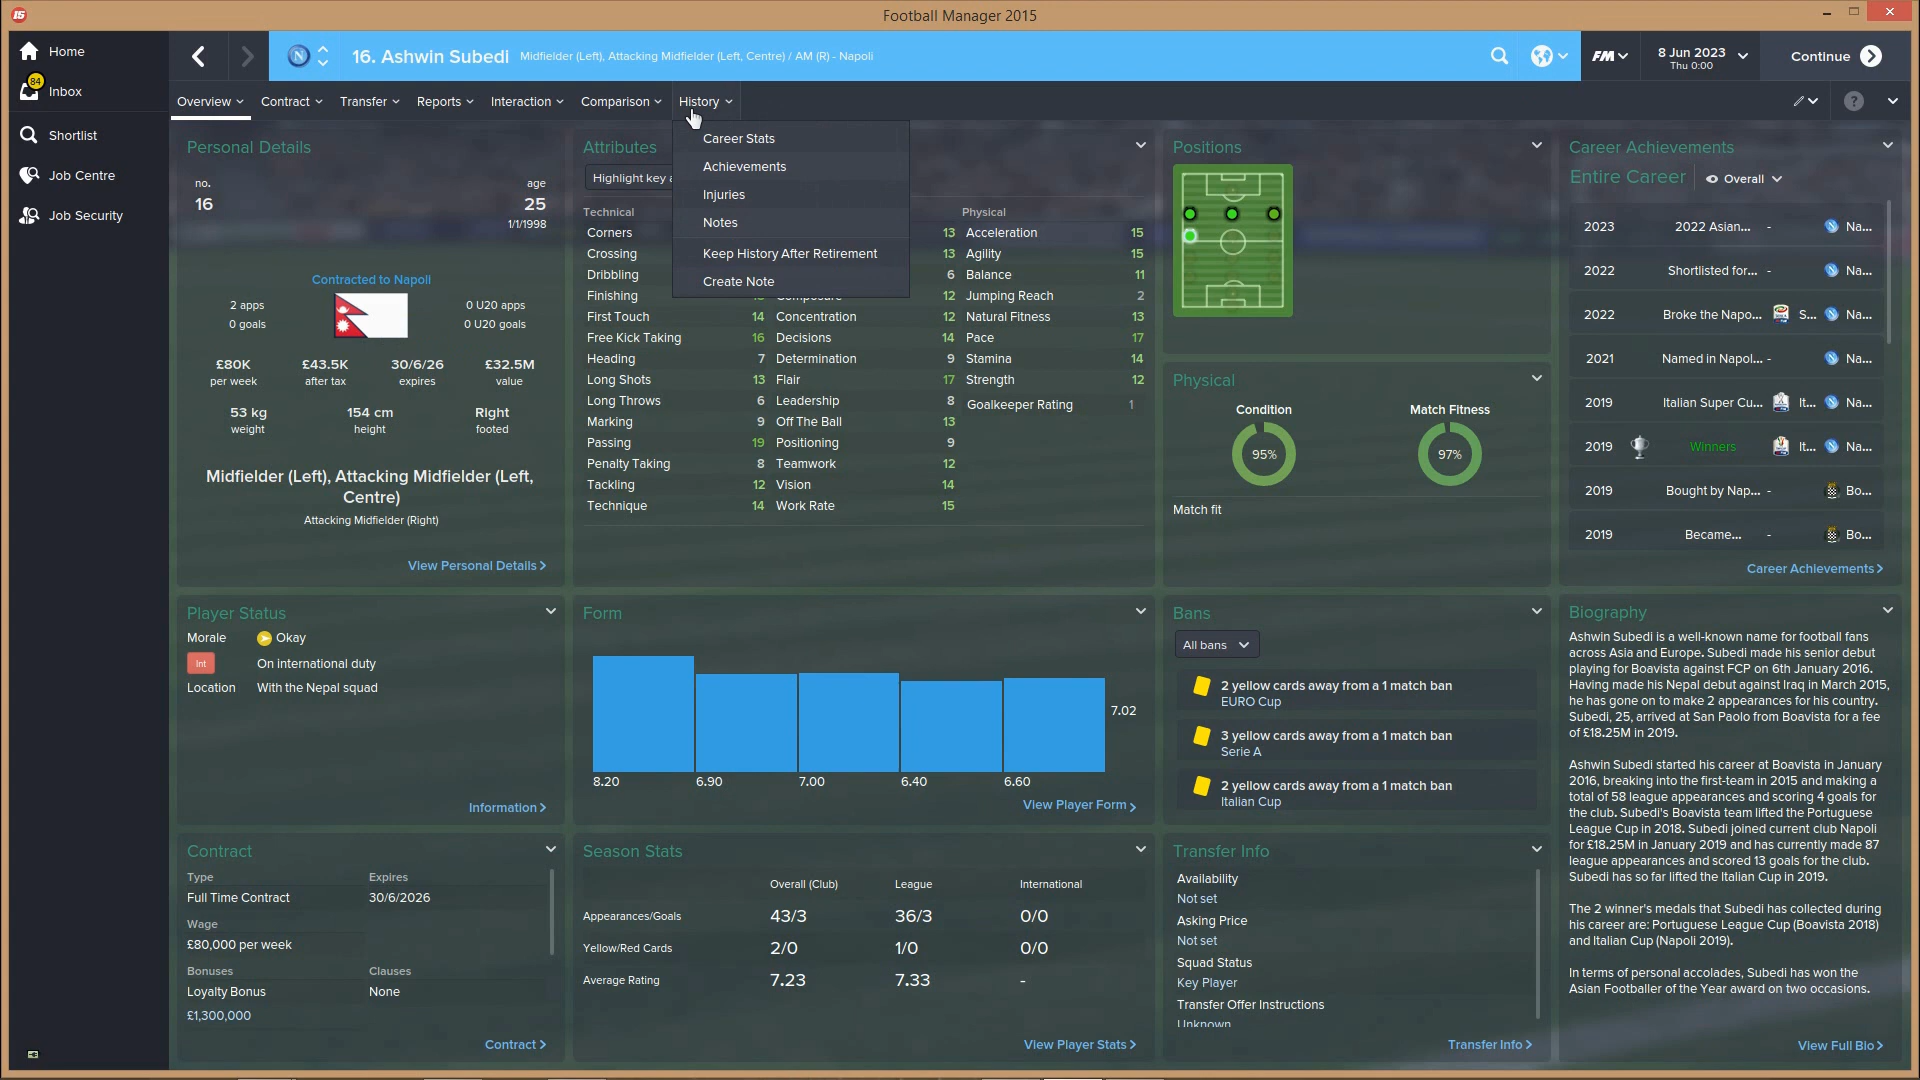 Football Manager 2015
Home
84
Inbox
Shortlist
Job Centre
Job Security
16. Ashwin Subedi
Midfielder (Left), Attacking Midfielder (Left, Centre) / AM (R) - Napoli
FM
8 Jun 2023
Thu 0:00
Continue
Overview
Contract
Transfer
Reports
Interaction
Comparison
History
Career Stats
Achievements
Injuries
Notes
Keep History After Retirement
Create Note
Personal Details
no.
16
age
25
1/1/1998
Contracted to Napoli
2 apps
0 goals
0 U20 apps
0 U20 goals
£80K
per week
£43.5K
after tax
30/6/26
expires
£32.5M
value
53 kg
weight
154 cm
height
Right
footed
Midfielder (Left), Attacking Midfielder (Left,
Centre)
Attacking Midfielder (Right)
View Personal Details
Attributes
Highlight key a
Technical
Physical
Corners 13 Acceleration 15
Crossing 13 Agility 15
Dribbling 6 Balance 11
Finishing Composure 12 Jumping Reach 2
First Touch 14 Concentration 12 Natural Fitness 13
Free Kick Taking 16 Decisions 14 Pace 17
Heading 7 Determination 9 Stamina 14
Long Shots 13 Flair 17 Strength 12
Long Throws 6 Leadership 8 Goalkeeper Rating 1
Marking 9 Off The Ball 13
Passing 19 Positioning 9
Penalty Taking 8 Teamwork 12
Tackling 12 Vision 14
Technique 14 Work Rate 15
Positions
Physical
Condition
95%
Match Fitness
97%
Match fit
Career Achievements
Entire Career
Overall
2023 2022 Asian... - Na...
2022 Shortlisted for... - Na...
2022 Broke the Napo... S... Na...
2021 Named in Napol... - Na...
2019 Italian Super Cu... It... Na...
2019 Winners It... Na...
2019 Bought by Nap... - Bo...
2019 Became... - Bo...
Career Achievements
Player Status
Morale Okay
Int On international duty
Location With the Nepal squad
Information
Form
7.02
8.20 6.90 7.00 6.40 6.60
View Player Form
Bans
All bans
2 yellow cards away from a 1 match ban
EURO Cup
3 yellow cards away from a 1 match ban
Serie A
2 yellow cards away from a 1 match ban
Italian Cup
Biography
Ashwin Subedi is a well-known name for football fans
across Asia and Europe. Subedi made his senior debut
playing for Boavista against FCP on 6th January 2016.
Having made his Nepal debut against Iraq in March 2015,
he has gone on to make 2 appearances for his country.
Subedi, 25, arrived at San Paolo from Boavista for a fee
of £18.25M in 2019.
Ashwin Subedi started his career at Boavista in January
2016, breaking into the first-team in 2015 and making a
total of 58 league appearances and scoring 4 goals for
the club. Subedi's Boavista team lifted the Portuguese
League Cup in 2018. Subedi joined current club Napoli
for £18.25M in January 2019 and has currently made 87
league appearances and scored 13 goals for the club.
Subedi has so far lifted the Italian Cup in 2019.
The 2 winner's medals that Subedi has collected during
his career are: Portuguese League Cup (Boavista 2018)
and Italian Cup (Napoli 2019).
In terms of personal accolades, Subedi has won the
Asian Footballer of the Year award on two occasions.
View Full Bio
Contract
Type
Full Time Contract
Expires
30/6/2026
Wage
£80,000 per week
Bonuses
Loyalty Bonus
£1,300,000
Clauses
None
Contract
Season Stats
Overall (Club) League International
Appearances/Goals 43/3 36/3 0/0
Yellow/Red Cards 2/0 1/0 0/0
Average Rating 7.23 7.33 -
View Player Stats
Transfer Info
Availability
Not set
Asking Price
Not set
Squad Status
Key Player
Transfer Offer Instructions
Unknown
Transfer Info